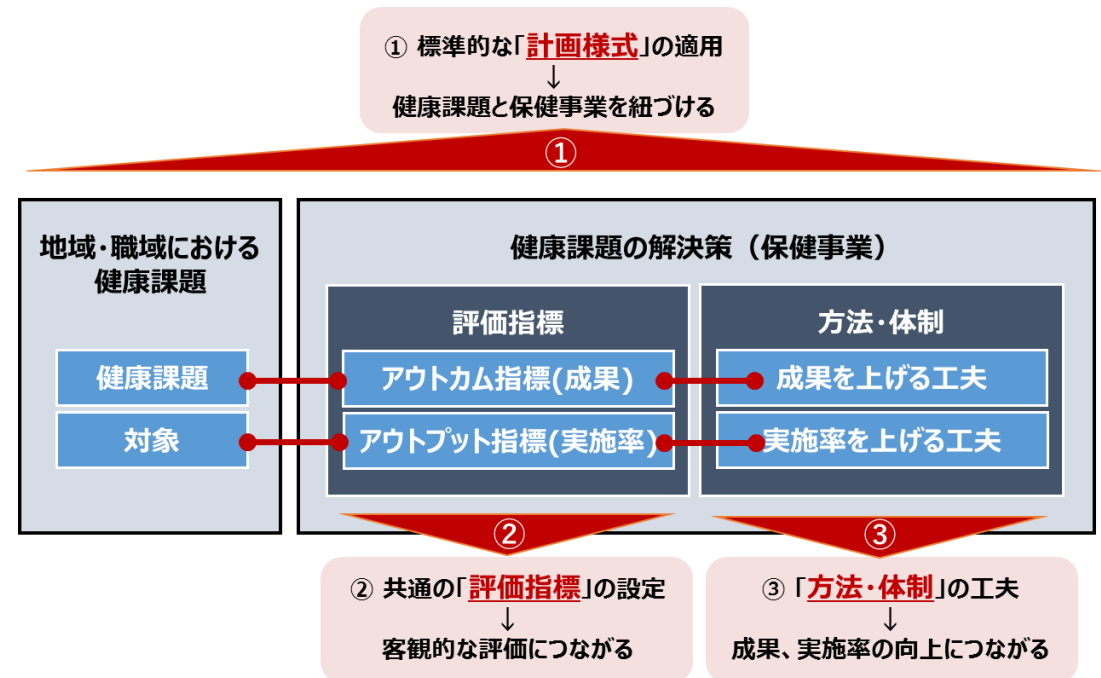 ① 標準的な「計画様式」の適用
↓
健康課題と保健事業を紐づける
①
地域・職域における
健康課題
健康課題の解決策（保健事業）
評価指標
方法・体制
健康課題
アウトカム指標(成果)
成果を上げる工夫
対象
アウトプット指標(実施率)
実施率を上げる工夫
②
③
② 共通の「評価指標」の設定
↓
客観的な評価につながる
③ 「方法・体制」の工夫
↓
成果、実施率の向上につながる